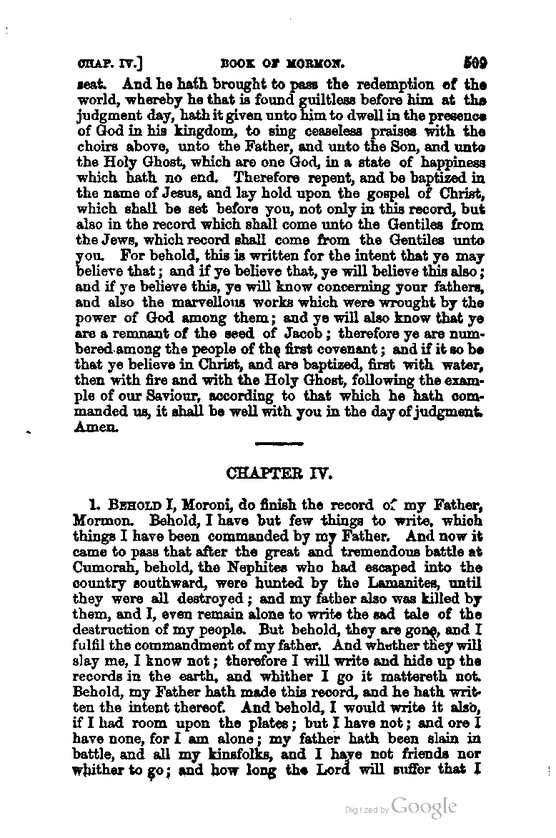 CHAP. IV.] BOOK OF MORMON. 509
seat. And he hath brought to pass the redemption of the
world, whereby he that is found guiltless before him at the
judgment day, hath it given unto him to dwell in the presence
of God in his kingdom, to sing ceaseless praises with the
choirs above, unto the Father, and unto the Son, and unto
the Holy Ghost, which are one God, in a state of happiness
which hath no end. Therefore repent, and be baptized in
the name of Jesus, and lay hold upon the gospel of Christ,
which shall be set before you, not only in this record, but
also in the record which shall come unto the Gentiles from
the Jews, which record shall come from the Gentiles unto
you. For behold, this is written for the intent that ye may
believe that; and if ye believe that, ye will believe this also;
and if ye believe this, ye will know concerning your fathers,
and also the marvellous works which were wrought by the
power of God among them; and ye will also know that ye
are a remnant of the seed of Jacob; therefore ye are num-
bered among the people of the first covenant; and if it so be
that ye believe in Christ, and are baptized, first with water,
then with fire and with the Holy Ghost, following the exam-
ple of our Saviour, according to that which he hath com-
manded us, it shall be well with you in the day of judgment.
Amen.
CHAPTER IV.
1. BEHOLD I, Moroni, do finish the record of my Father,
Mormon. Behold, I have but few things to write, which
things I have been commanded by my Father. And now it
came to pass that after the great and tremendous battle at
Cumorah, behold, the Nephites who had escaped into the
country southward, were hunted by the Lamanites, until
they were all destroyed; and my father also was killed by
them, and I, even remain alone to write the sad tale of the
destruction of my people. But behold, they are gone, and I
fulfil the commandment of my father. And whether they will
slay me, I know not; therefore I will write and hide up the
records in the earth, and whither I go it mattereth not.
Behold, my Father hath made this record, and he hath writ-
ten the intent thereof. And behold, I would write it also,
if I had room upon the plates; but I have not; and ore I
have none, for I am alone; my father hath been slain in
battle, and all my kinsfolks, and I have not friends nor
whither to go; and how long the Lord will suffer that I
Digitized by Google